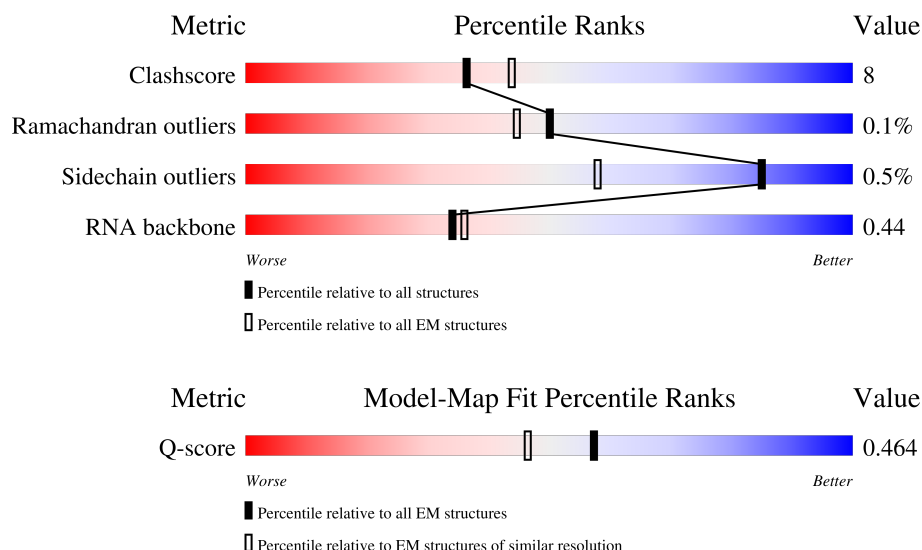 Metric Percentile Ranks Value
Clashscore 8
Ramachandran outliers 0.1%
Sidechain outliers 0.5%
RNA backbone 0.44
Worse Better
Percentile relative to all structures
Percentile relative to all EM structures
Metric Model-Map Fit Percentile Ranks Value
Q-score 0.464
Worse Better
Percentile relative to all EM structures
Percentile relative to EM structures of similar resolution